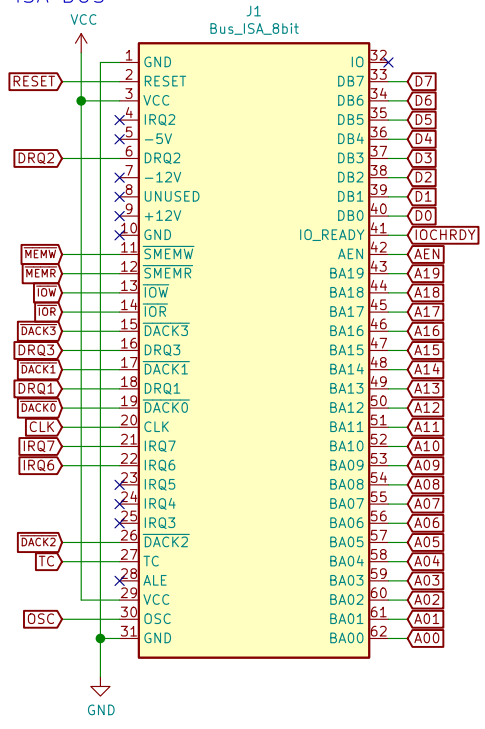 ISA BUS
J1
Bus_ISA_8bit
VCC
1 GND IO 32
RESET 2 RESET DB7 33 D7
3 VCC DB6 34 D6
4 IRQ2 DB5 35 D5
5 -5V DB4 36 D4
DRQ2 6 DRQ2 DB3 37 D3
7 -12V DB2 38 D2
8 UNUSED DB1 39 D1
9 +12V DB0 40 D0
10 GND IO_READY 41 IOCHRDY
MEMW 11 SMEMW AEN 42 AEN
MEMR 12 SMEMR BA19 43 A19
IOW 13 IOW BA18 44 A18
IOR 14 IOR BA17 45 A17
DACK3 15 DACK3 BA16 46 A16
DRQ3 16 DRQ3 BA15 47 A15
DACK1 17 DACK1 BA14 48 A14
DRQ1 18 DRQ1 BA13 49 A13
DACK0 19 DACK0 BA12 50 A12
CLK 20 CLK BA11 51 A11
IRQ7 21 IRQ7 BA10 52 A10
IRQ6 22 IRQ6 BA09 53 A09
23 IRQ5 BA08 54 A08
24 IRQ4 BA07 55 A07
25 IRQ3 BA06 56 A06
DACK2 26 DACK2 BA05 57 A05
TC 27 TC BA04 58 A04
28 ALE BA03 59 A03
29 VCC BA02 60 A02
OSC 30 OSC BA01 61 A01
31 GND BA00 62 A00
GND